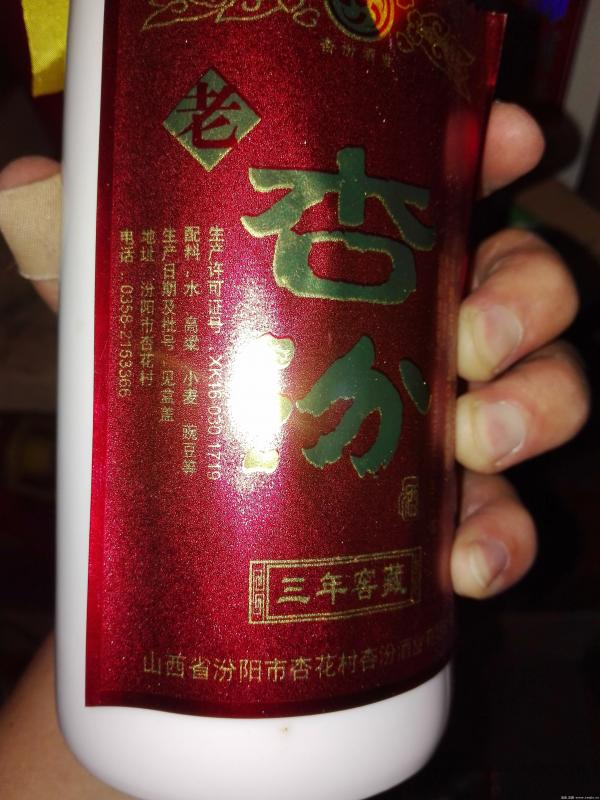 杏汾酒业
老
杏
汾
生产许可证号：XK16-030 1719
配料：水 高粱 小麦 豌豆等
生产日期及批号：见盒盖
地址：汾阳市杏花村
电话：0358-2153366
三年窖藏
山西省汾阳市杏花村杏汾酒业